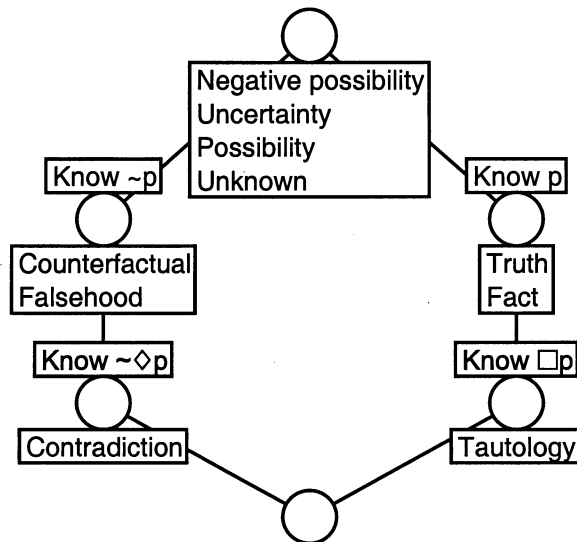 Negative possibility
Uncertainty
Possibility
Unknown
Know ~p
Know p
Counterfactual
Falsehood
Truth
Fact
Know ~◇p
Know □p
Contradiction
Tautology